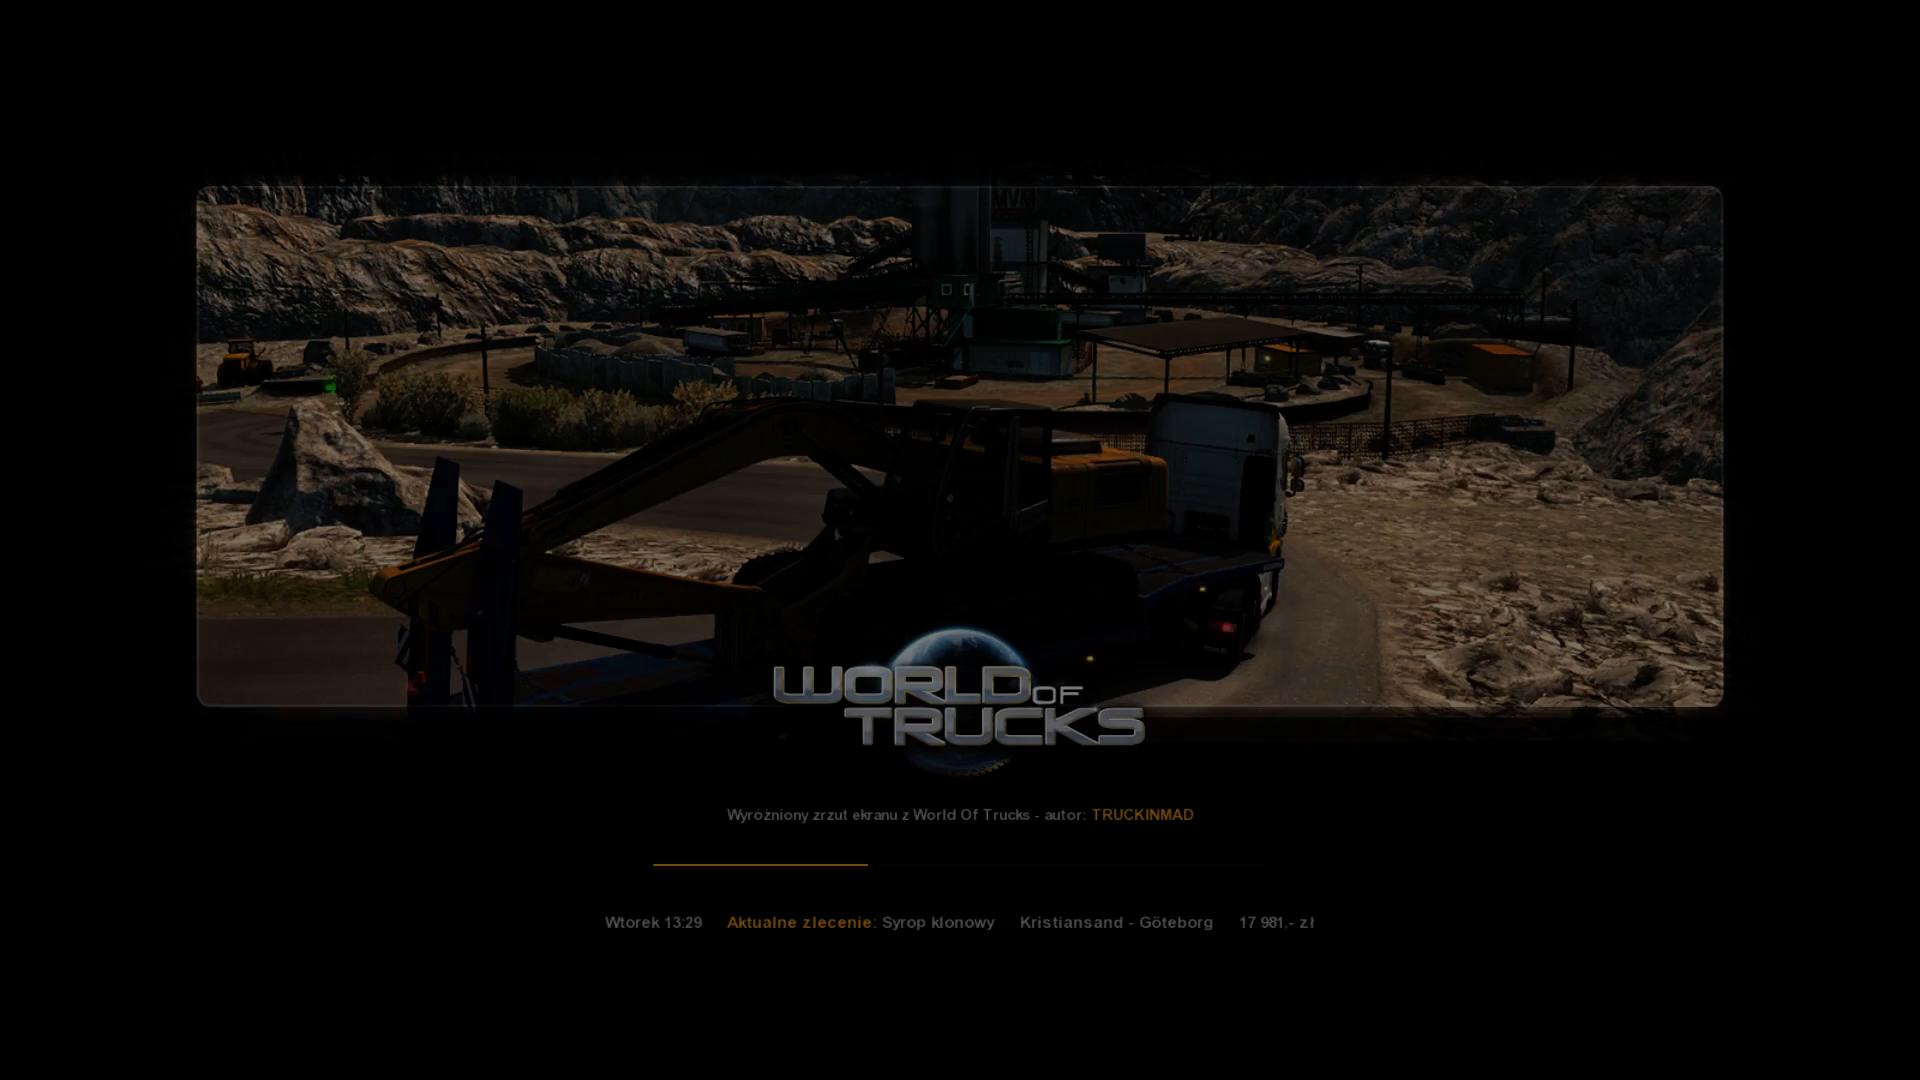 MVM
WORLD OF
TRUCKS
Wyróżniony zrzut ekranu z World Of Trucks - autor: TRUCKINMAD
Wtorek 13:29 Aktualne zlecenie: Syrop klonowy Kristiansand - Göteborg 17 981,- zł